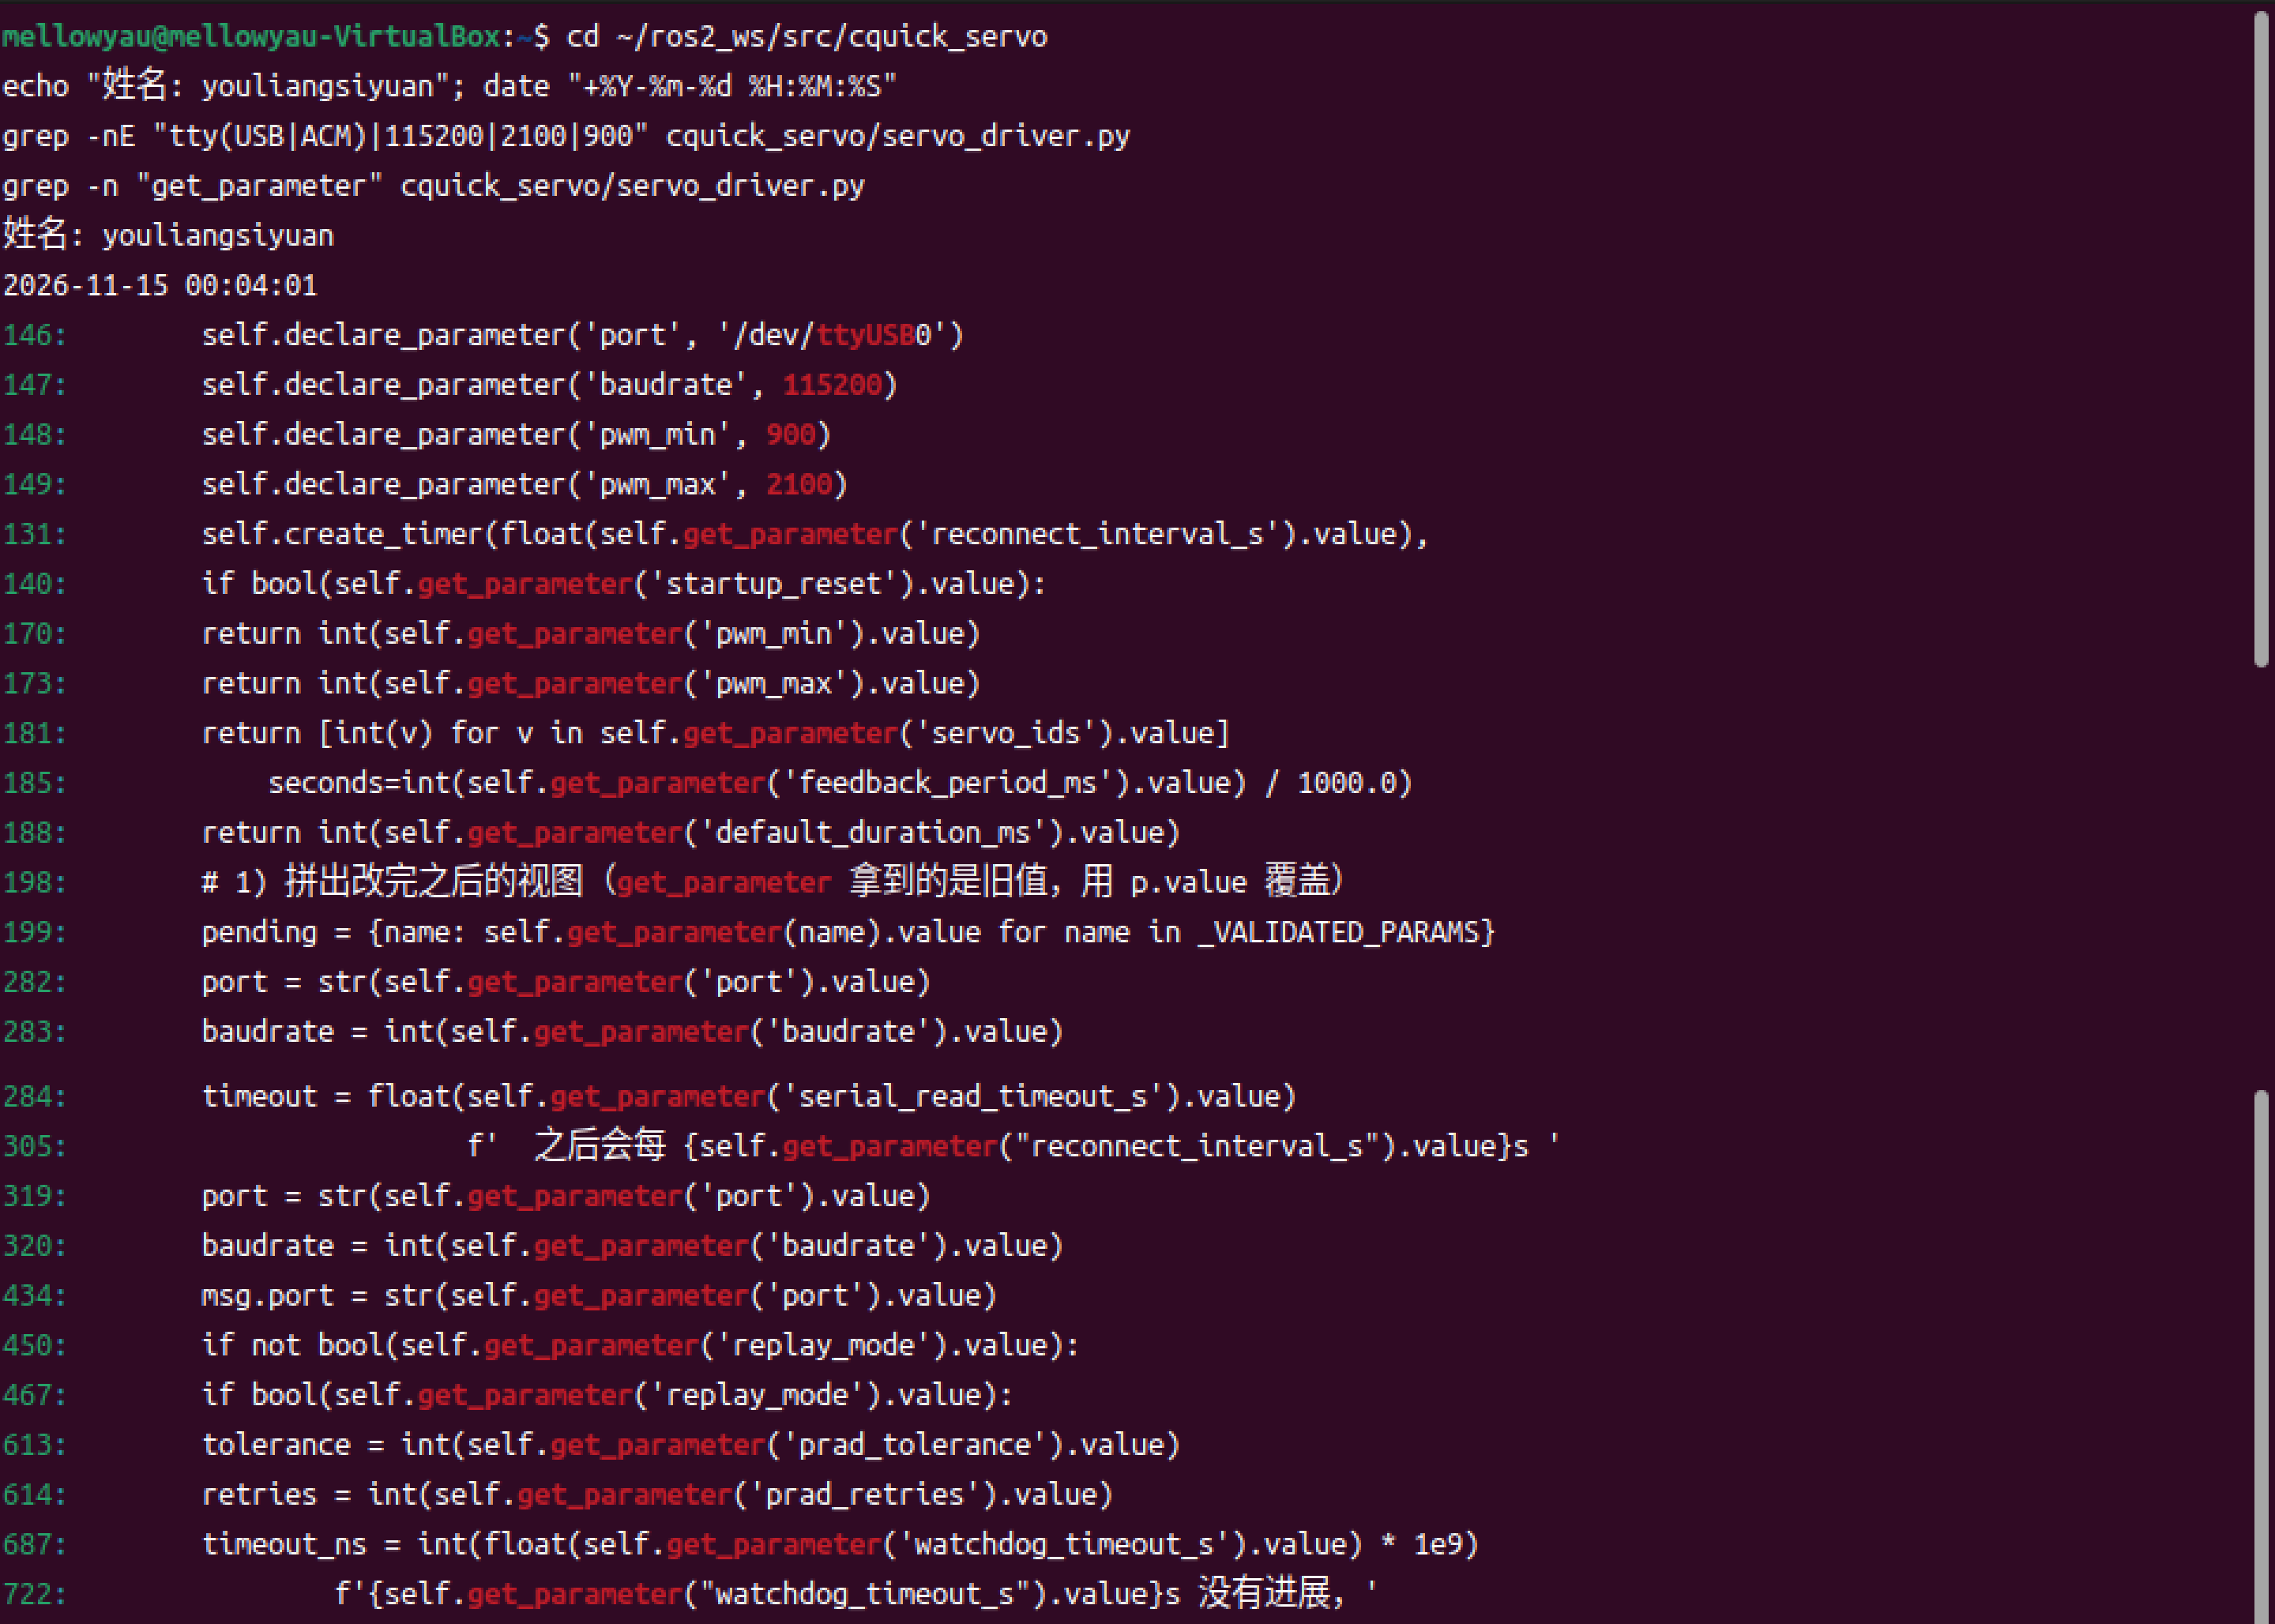 mellowyau@mellowyau-VirtualBox:~$ cd ~/ros2_ws/src/cquick_servo
echo "姓名: youliangsiyuan"; date "+%Y-%m-%d %H:%M:%S"
grep -nE "tty(USB|ACM)|115200|2100|900" cquick_servo/servo_driver.py
grep -n "get_parameter" cquick_servo/servo_driver.py
姓名: youliangsiyuan
2026-11-15 00:04:01
146:        self.declare_parameter('port', '/dev/ttyUSB0')
147:        self.declare_parameter('baudrate', 115200)
148:        self.declare_parameter('pwm_min', 900)
149:        self.declare_parameter('pwm_max', 2100)
131:        self.create_timer(float(self.get_parameter('reconnect_interval_s').value),
140:        if bool(self.get_parameter('startup_reset').value):
170:        return int(self.get_parameter('pwm_min').value)
173:        return int(self.get_parameter('pwm_max').value)
181:        return [int(v) for v in self.get_parameter('servo_ids').value]
185:            seconds=int(self.get_parameter('feedback_period_ms').value) / 1000.0)
188:        return int(self.get_parameter('default_duration_ms').value)
198:        # 1) 拼出改完之后的视图（get_parameter 拿到的是旧值，用 p.value 覆盖）
199:        pending = {name: self.get_parameter(name).value for name in _VALIDATED_PARAMS}
282:        port = str(self.get_parameter('port').value)
283:        baudrate = int(self.get_parameter('baudrate').value)
284:        timeout = float(self.get_parameter('serial_read_timeout_s').value)
305:                        f'  之后会每 {self.get_parameter("reconnect_interval_s").value}s '
319:        port = str(self.get_parameter('port').value)
320:        baudrate = int(self.get_parameter('baudrate').value)
434:        msg.port = str(self.get_parameter('port').value)
450:        if not bool(self.get_parameter('replay_mode').value):
467:        if bool(self.get_parameter('replay_mode').value):
613:        tolerance = int(self.get_parameter('prad_tolerance').value)
614:        retries = int(self.get_parameter('prad_retries').value)
687:        timeout_ns = int(float(self.get_parameter('watchdog_timeout_s').value) * 1e9)
722:                f'{self.get_parameter("watchdog_timeout_s").value}s 没有进展，'